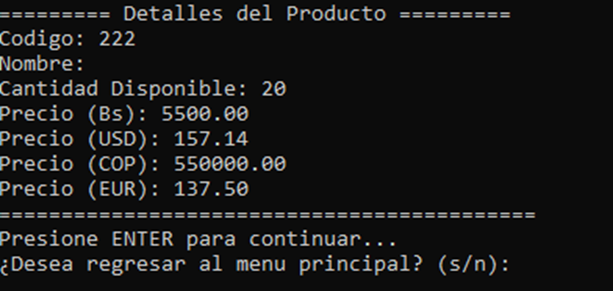 ========= Detalles del Producto =========
Codigo: 222
Nombre:
Cantidad Disponible: 20
Precio (Bs): 5500.00
Precio (USD): 157.14
Precio (COP): 550000.00
Precio (EUR): 137.50
===========================================
Presione ENTER para continuar...
¿Desea regresar al menu principal? (s/n):